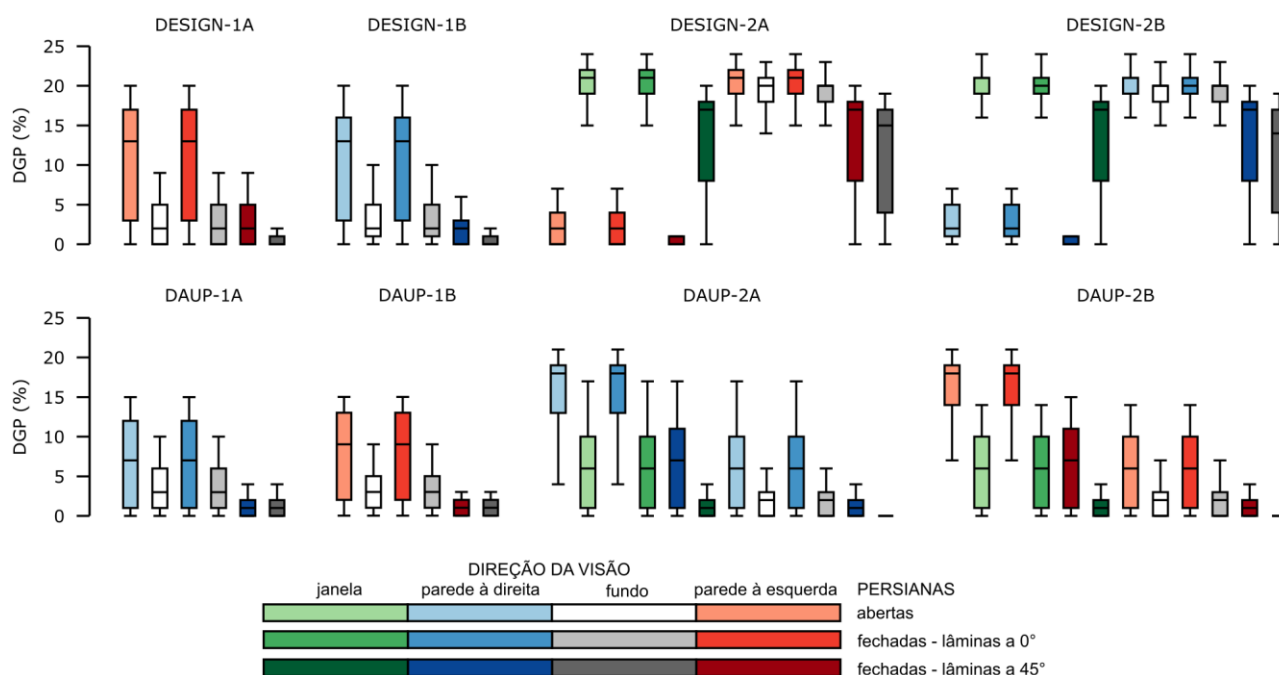 DESIGN-1A DESIGN-1B DESIGN-2A DESIGN-2B
25
20
15
10
5
0
DGP (%)
DAUP-1A DAUP-1B DAUP-2A DAUP-2B
25
20
15
10
5
0
DGP (%)
DIREÇÃO DA VISÃO
janela parede à direita fundo parede à esquerda PERSIANAS
abertas
fechadas - lâminas a 0°
fechadas - lâminas a 45°